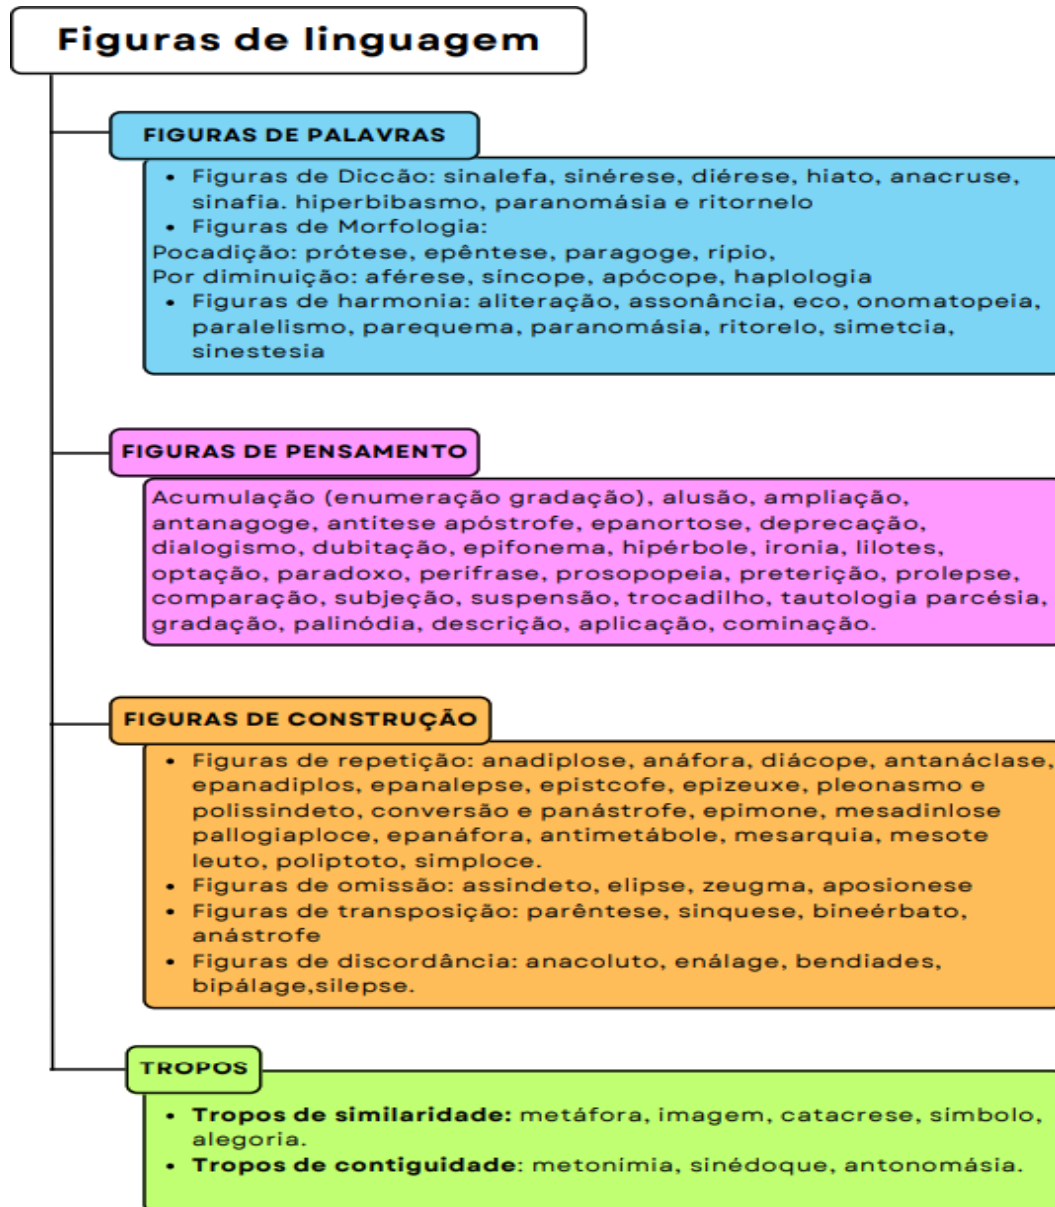 Figuras de linguagem
FIGURAS DE PALAVRAS
• Figuras de Diccão: sinalefa, sinérese, diérese, hiato, anacruse,
sinafia. hiperbibasmo, paranomásia e ritornelo
• Figuras de Morfologia:
Pocadição: prótese, epêntese, paragoge, rípio,
Por diminuição: aférese, síncope, apócope, haplologia
• Figuras de harmonia: aliteração, assonância, eco, onomatopeia,
paralelismo, parequema, paranomásia, ritorelo, simetcia,
sinestesia
FIGURAS DE PENSAMENTO
Acumulação (enumeração gradação), alusão, ampliação,
antanagoge, antítese apóstrofe, epanortose, deprecação,
dialogismo, dubitação, epifonema, hipérbole, ironia, lilotes,
optação, paradoxo, perífrase, prosopopeia, preterição, prolepse,
comparação, subjeção, suspensão, trocadilho, tautologia parcésia,
gradação, palinódia, descrição, aplicação, cominação.
FIGURAS DE CONSTRUÇÃO
• Figuras de repetição: anadiplose, anáfora, diácope, antanáclase,
epanadiplos, epanalepse, epistcofe, epizeuxe, pleonasmo e
polissindeto, conversão e panástrofe, epimone, mesadinlose
pallogiaploce, epanáfora, antimetábole, mesarquia, mesote
leuto, poliptoto, simploce.
• Figuras de omissão: assindeto, elipse, zeugma, aposionese
• Figuras de transposição: parêntese, sinquese, bineérbato,
anástrofe
• Figuras de discordância: anacoluto, enálage, bendiades,
bipálage,silepse.
TROPOS
• Tropos de similaridade: metáfora, imagem, catacrese, símbolo,
alegoria.
• Tropos de contiguidade: metonímia, sinédoque, antonomásia.